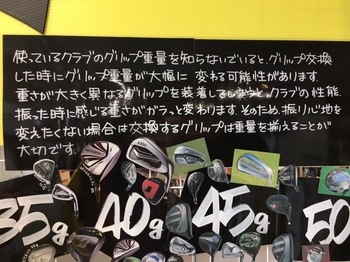 使っているクラブのグリップ重量を知らないでいると、グリップ交換
した時にグリップ重量が大幅に 変わる可能性があります
重さが大きく異なるグリップを装着してしまうと、クラブの性能
振った時に感じる重さがガラっと変わります。そのため、振り心地を
変えたくない場合は交換するグリップは重量を揃えることが
大切です。
35g 40g 45g 50